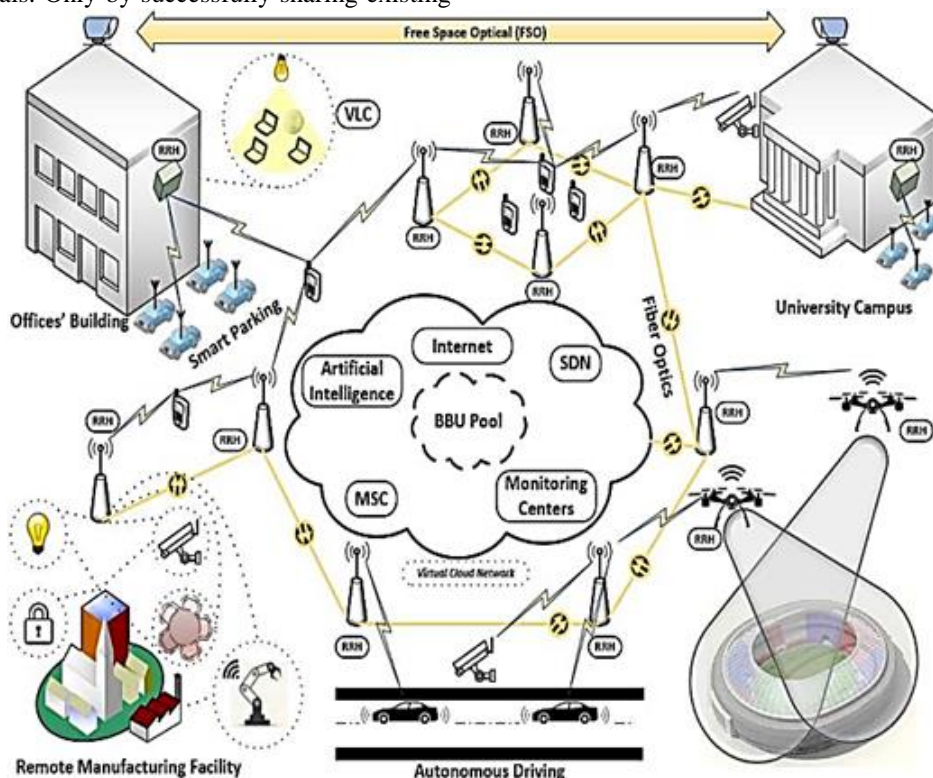 als. Only by successfully sharing existing
Free Space Optical (FSO)
VLC
RRH
RRH
RRH
RRH
RRH
RRH
Offices' Building
Smart Parking
University Campus
Fiber Optics
Internet
SDN
Artificial
Intelligence
BBU Pool
MSC
Monitoring
Centers
Virtual Cloud Network
RRH
RRH
RRH
RRH
RRH
RRH
RRH
Remote Manufacturing Facility
Autonomous Driving